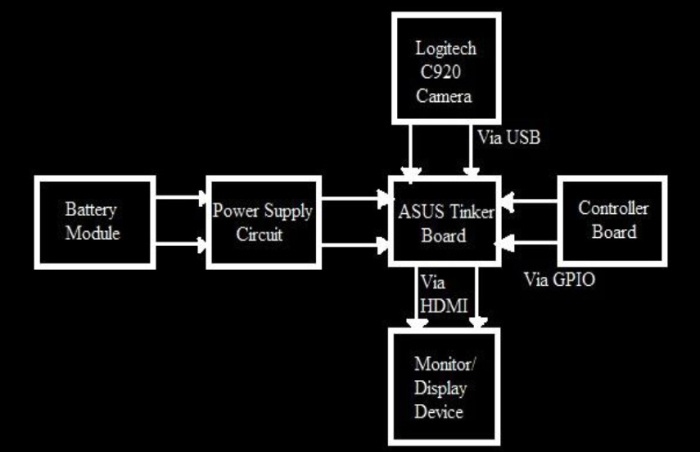 Logitech
C920
Camera
Via USB
Battery
Module
Power Supply
Circuit
ASUS Tinker
Board
Controller
Board
Via
HDMI
Via GPIO
Monitor/
Display
Device